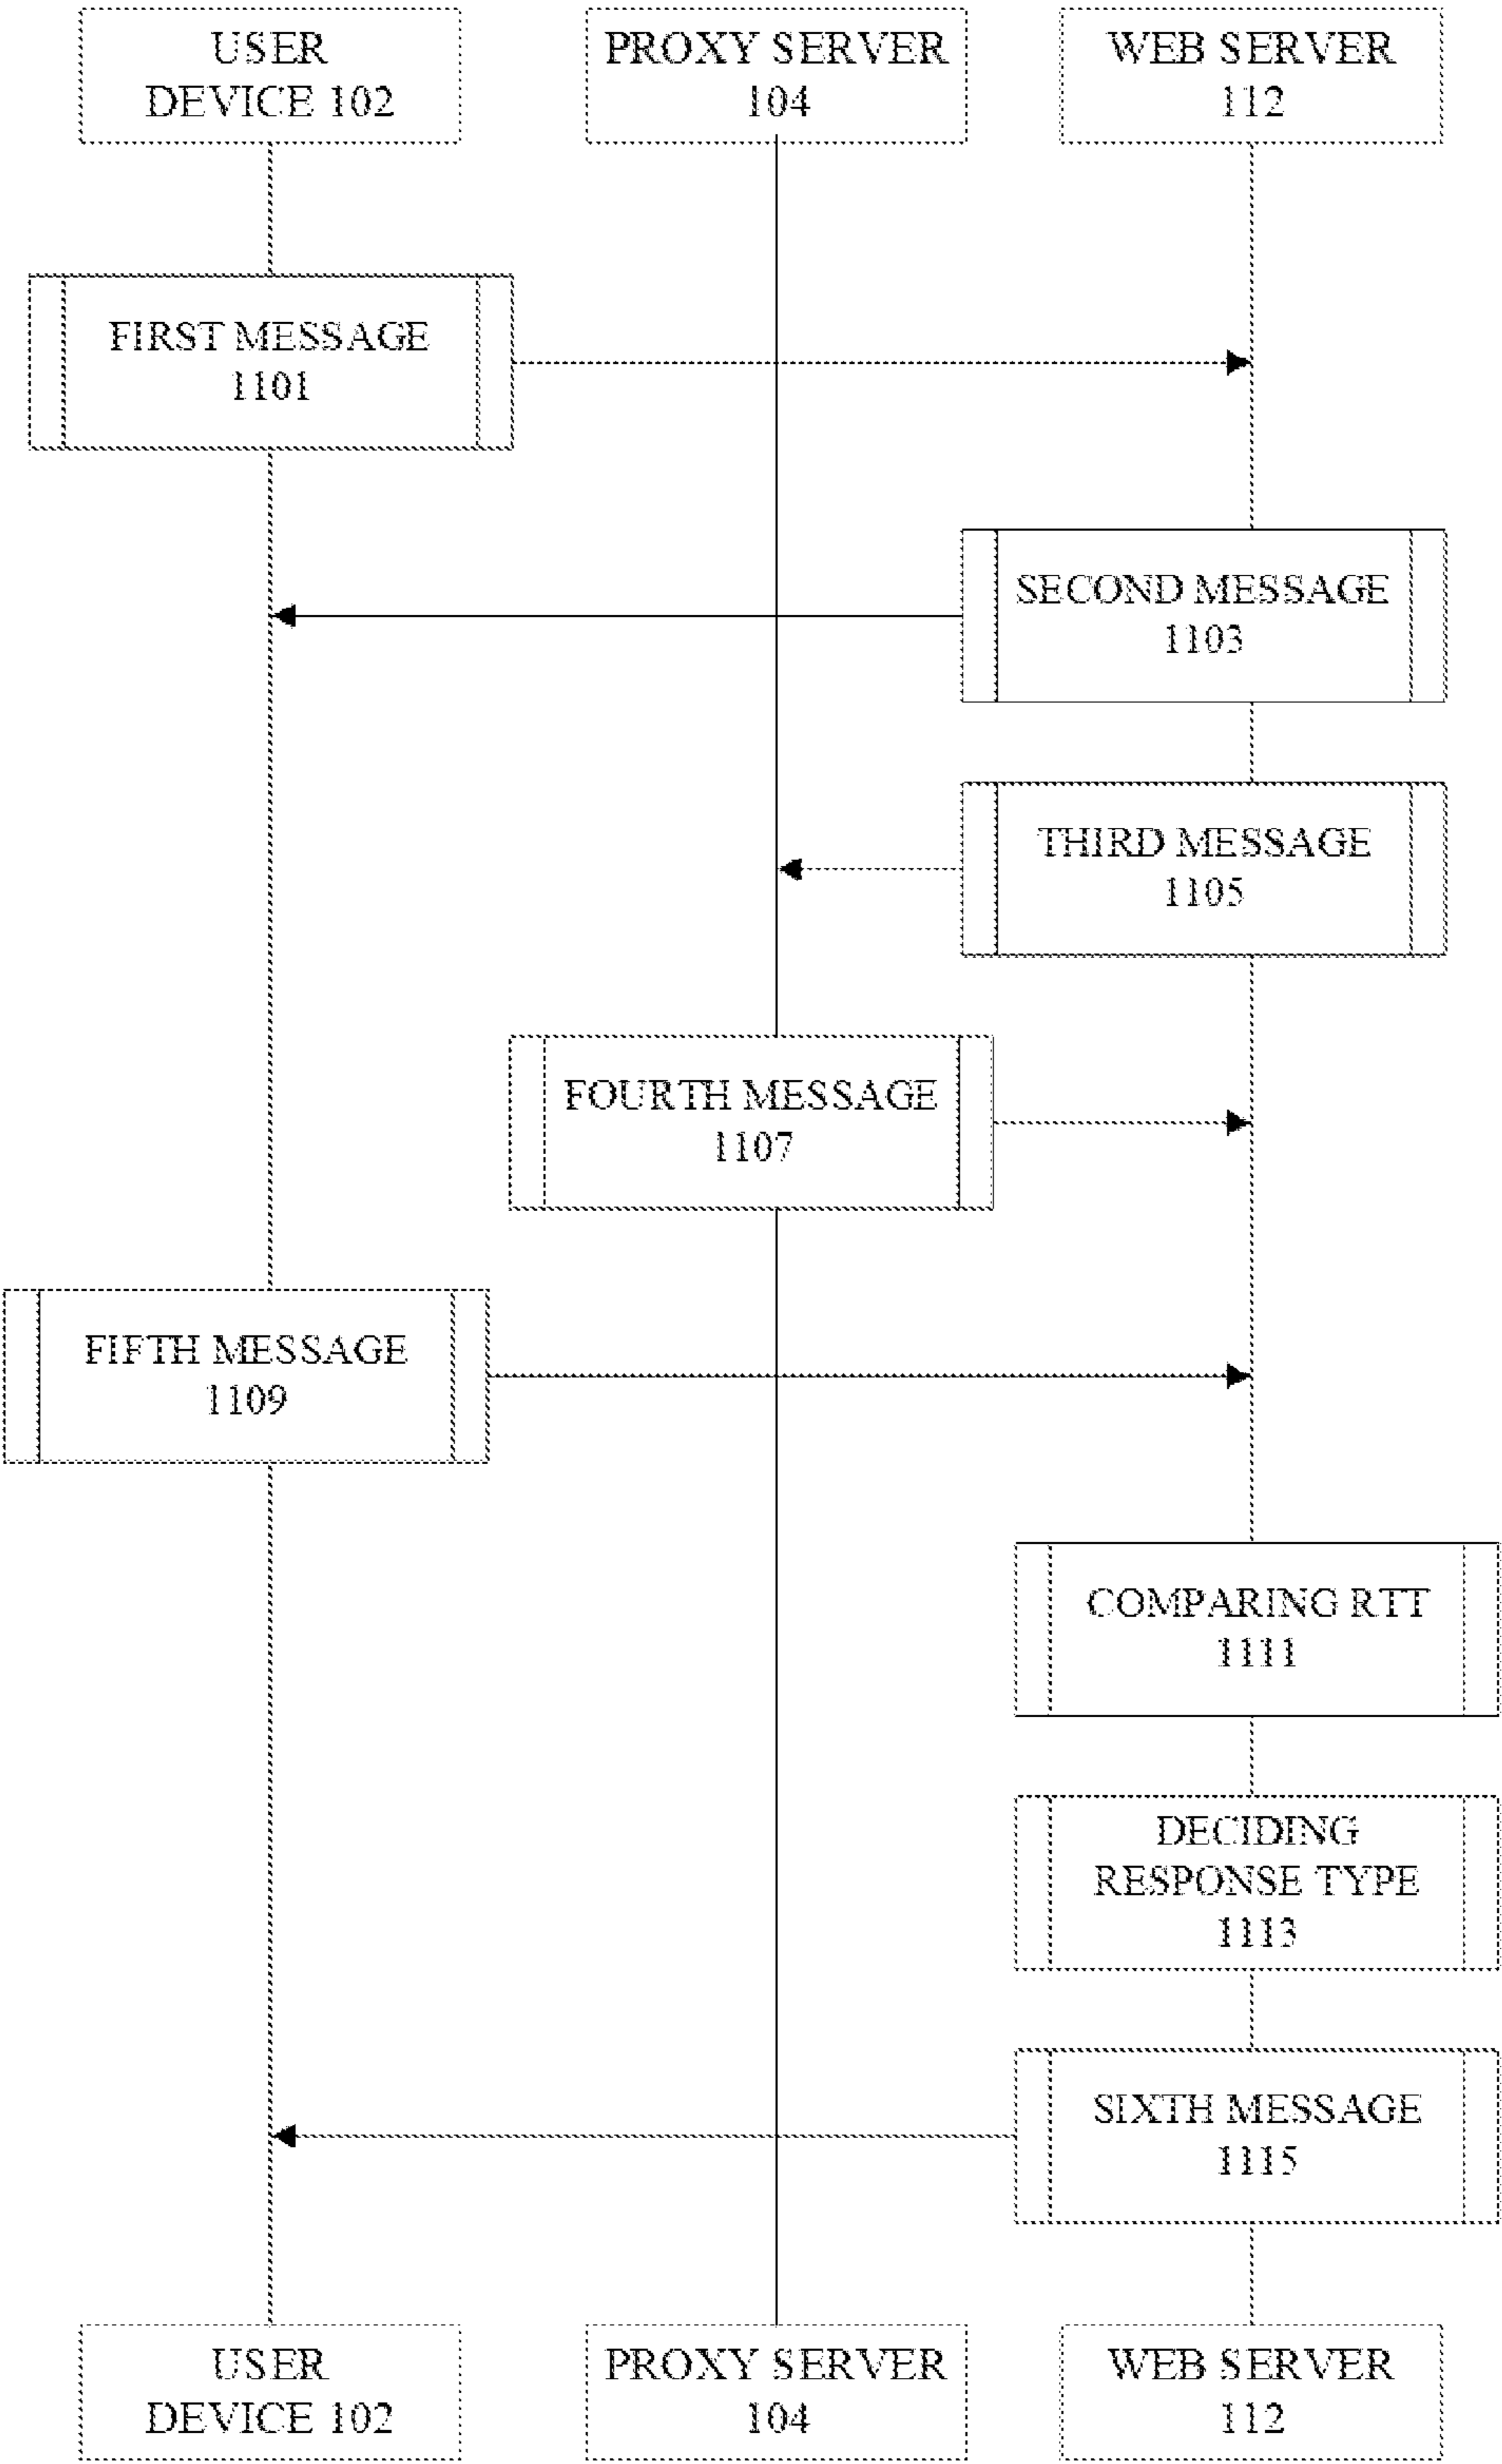 USER
DEVICE 102
PROXY SERVER
104
WEB SERVER
112
FIRST MESSAGE
1101
SECOND MESSAGE
1103
THIRD MESSAGE
1105
FOURTH MESSAGE
1107
FIFTH MESSAGE
1109
COMPARING RTT
1111
DECIDING
RESPONSE TYPE
1113
SIXTH MESSAGE
1115
USER
DEVICE 102
PROXY SERVER
104
WEB SERVER
112